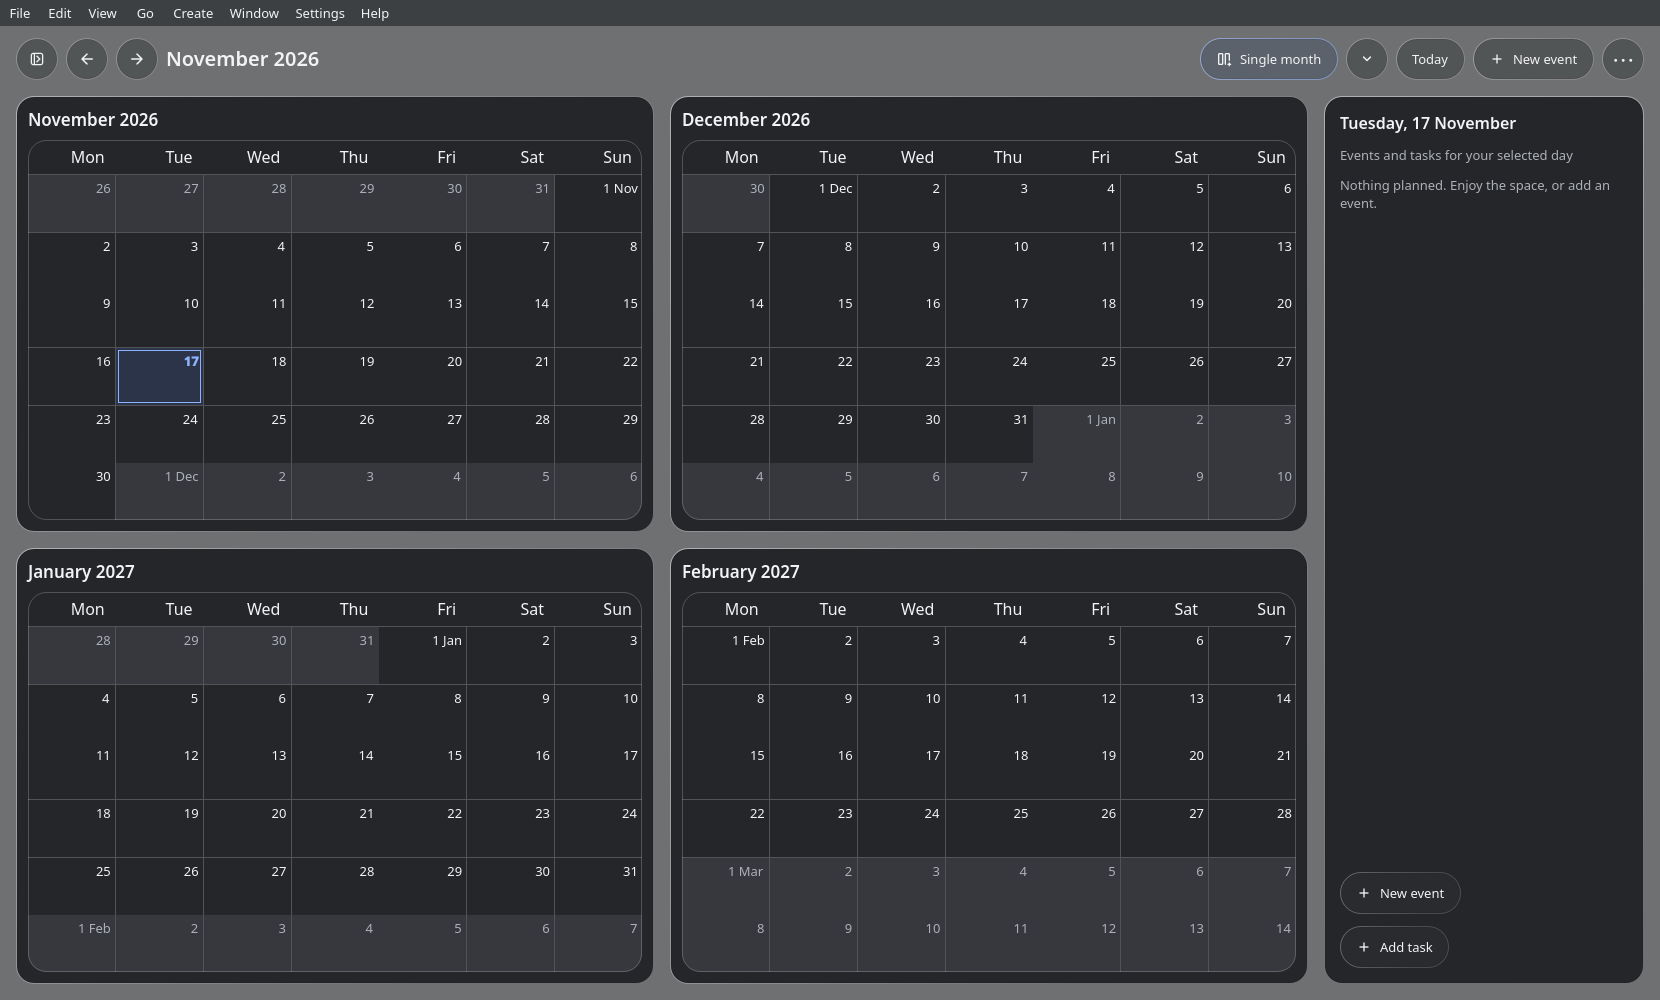 File Edit View Go Create Window Settings Help
November 2026
Single month
Today
+ New event
...
November 2026
Mon Tue Wed Thu Fri Sat Sun
26 27 28 29 30 31 1 Nov
2 3 4 5 6 7 8
9 10 11 12 13 14 15
16 17 18 19 20 21 22
23 24 25 26 27 28 29
30 1 Dec 2 3 4 5 6
December 2026
Mon Tue Wed Thu Fri Sat Sun
30 1 Dec 2 3 4 5 6
7 8 9 10 11 12 13
14 15 16 17 18 19 20
21 22 23 24 25 26 27
28 29 30 31 1 Jan 2 3
4 5 6 7 8 9 10
January 2027
Mon Tue Wed Thu Fri Sat Sun
28 29 30 31 1 Jan 2 3
4 5 6 7 8 9 10
11 12 13 14 15 16 17
18 19 20 21 22 23 24
25 26 27 28 29 30 31
1 Feb 2 3 4 5 6 7
February 2027
Mon Tue Wed Thu Fri Sat Sun
1 Feb 2 3 4 5 6 7
8 9 10 11 12 13 14
15 16 17 18 19 20 21
22 23 24 25 26 27 28
1 Mar 2 3 4 5 6 7
8 9 10 11 12 13 14
Tuesday, 17 November
Events and tasks for your selected day
Nothing planned. Enjoy the space, or add an
event.
+ New event
+ Add task